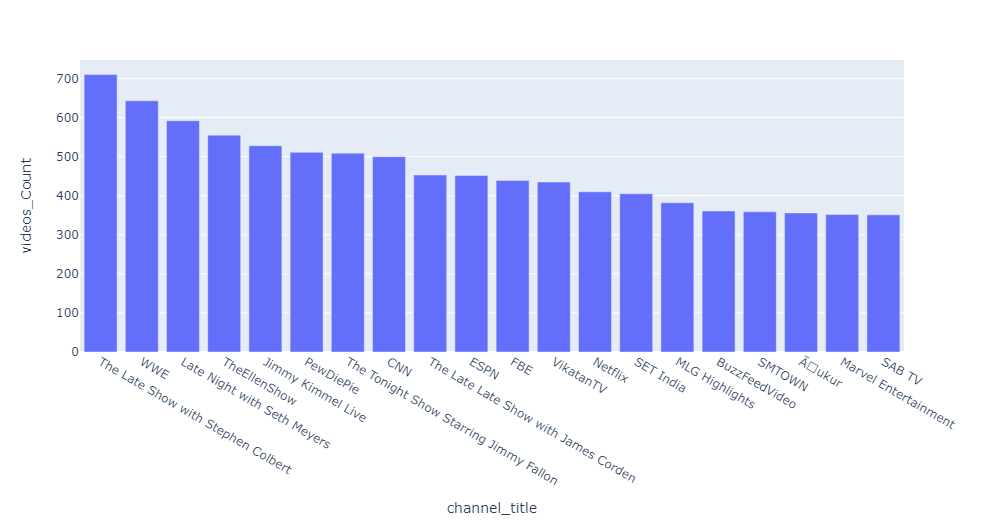 700
600
500
400
300
200
100
0
videos_Count
The Late Show with Stephen Colbert
WWE
Late Night with Seth Meyers
TheEllenShow
Jimmy Kimmel Live
PewDiePie
The Tonight Show Starring Jimmy Fallon
CNN
The Late Late Show with James Corden
ESPN
FBE
VikatanTV
Netflix
SET India
MLG Highlights
BuzzFeedVideo
SMTOWN
Ã□□ukur
Marvel Entertainment
SAB TV
channel_title